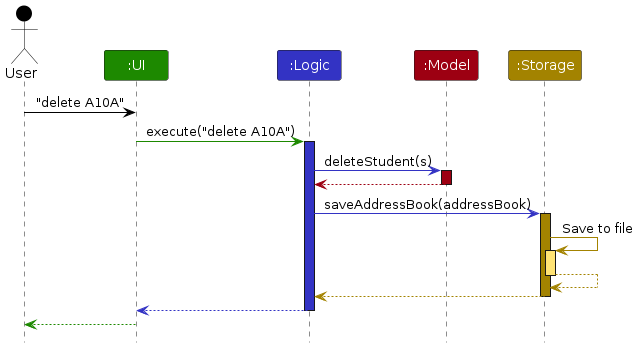 :UI
:Logic
:Model
:Storage
User
"delete A10A"
execute("delete A10A")
deleteStudent(s)
saveAddressBook(addressBook)
Save to file